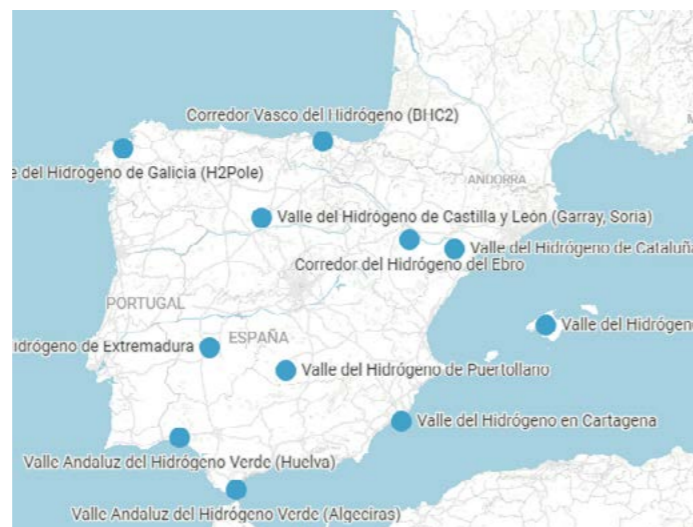 Corredor Vasco del Hidrógeno (BHC2)
e del Hidrógeno de Galicia (H2Pole)
ANDORRA
Valle del Hidrógeno de Castilla y León (Garray, Soria)
Valle del Hidrógeno de Cataluña
Corredor del Hidrógeno del Ebro
PORTUGAL
Valle del Hidrógeno
idrógeno de Extremadura
ESPAÑA
Valle del Hidrógeno de Puertollano
Valle del Hidrógeno en Cartagena
Valle Andaluz del Hidrógeno Verde (Huelva)
Valle Andaluz del Hidrógeno Verde (Algeciras)